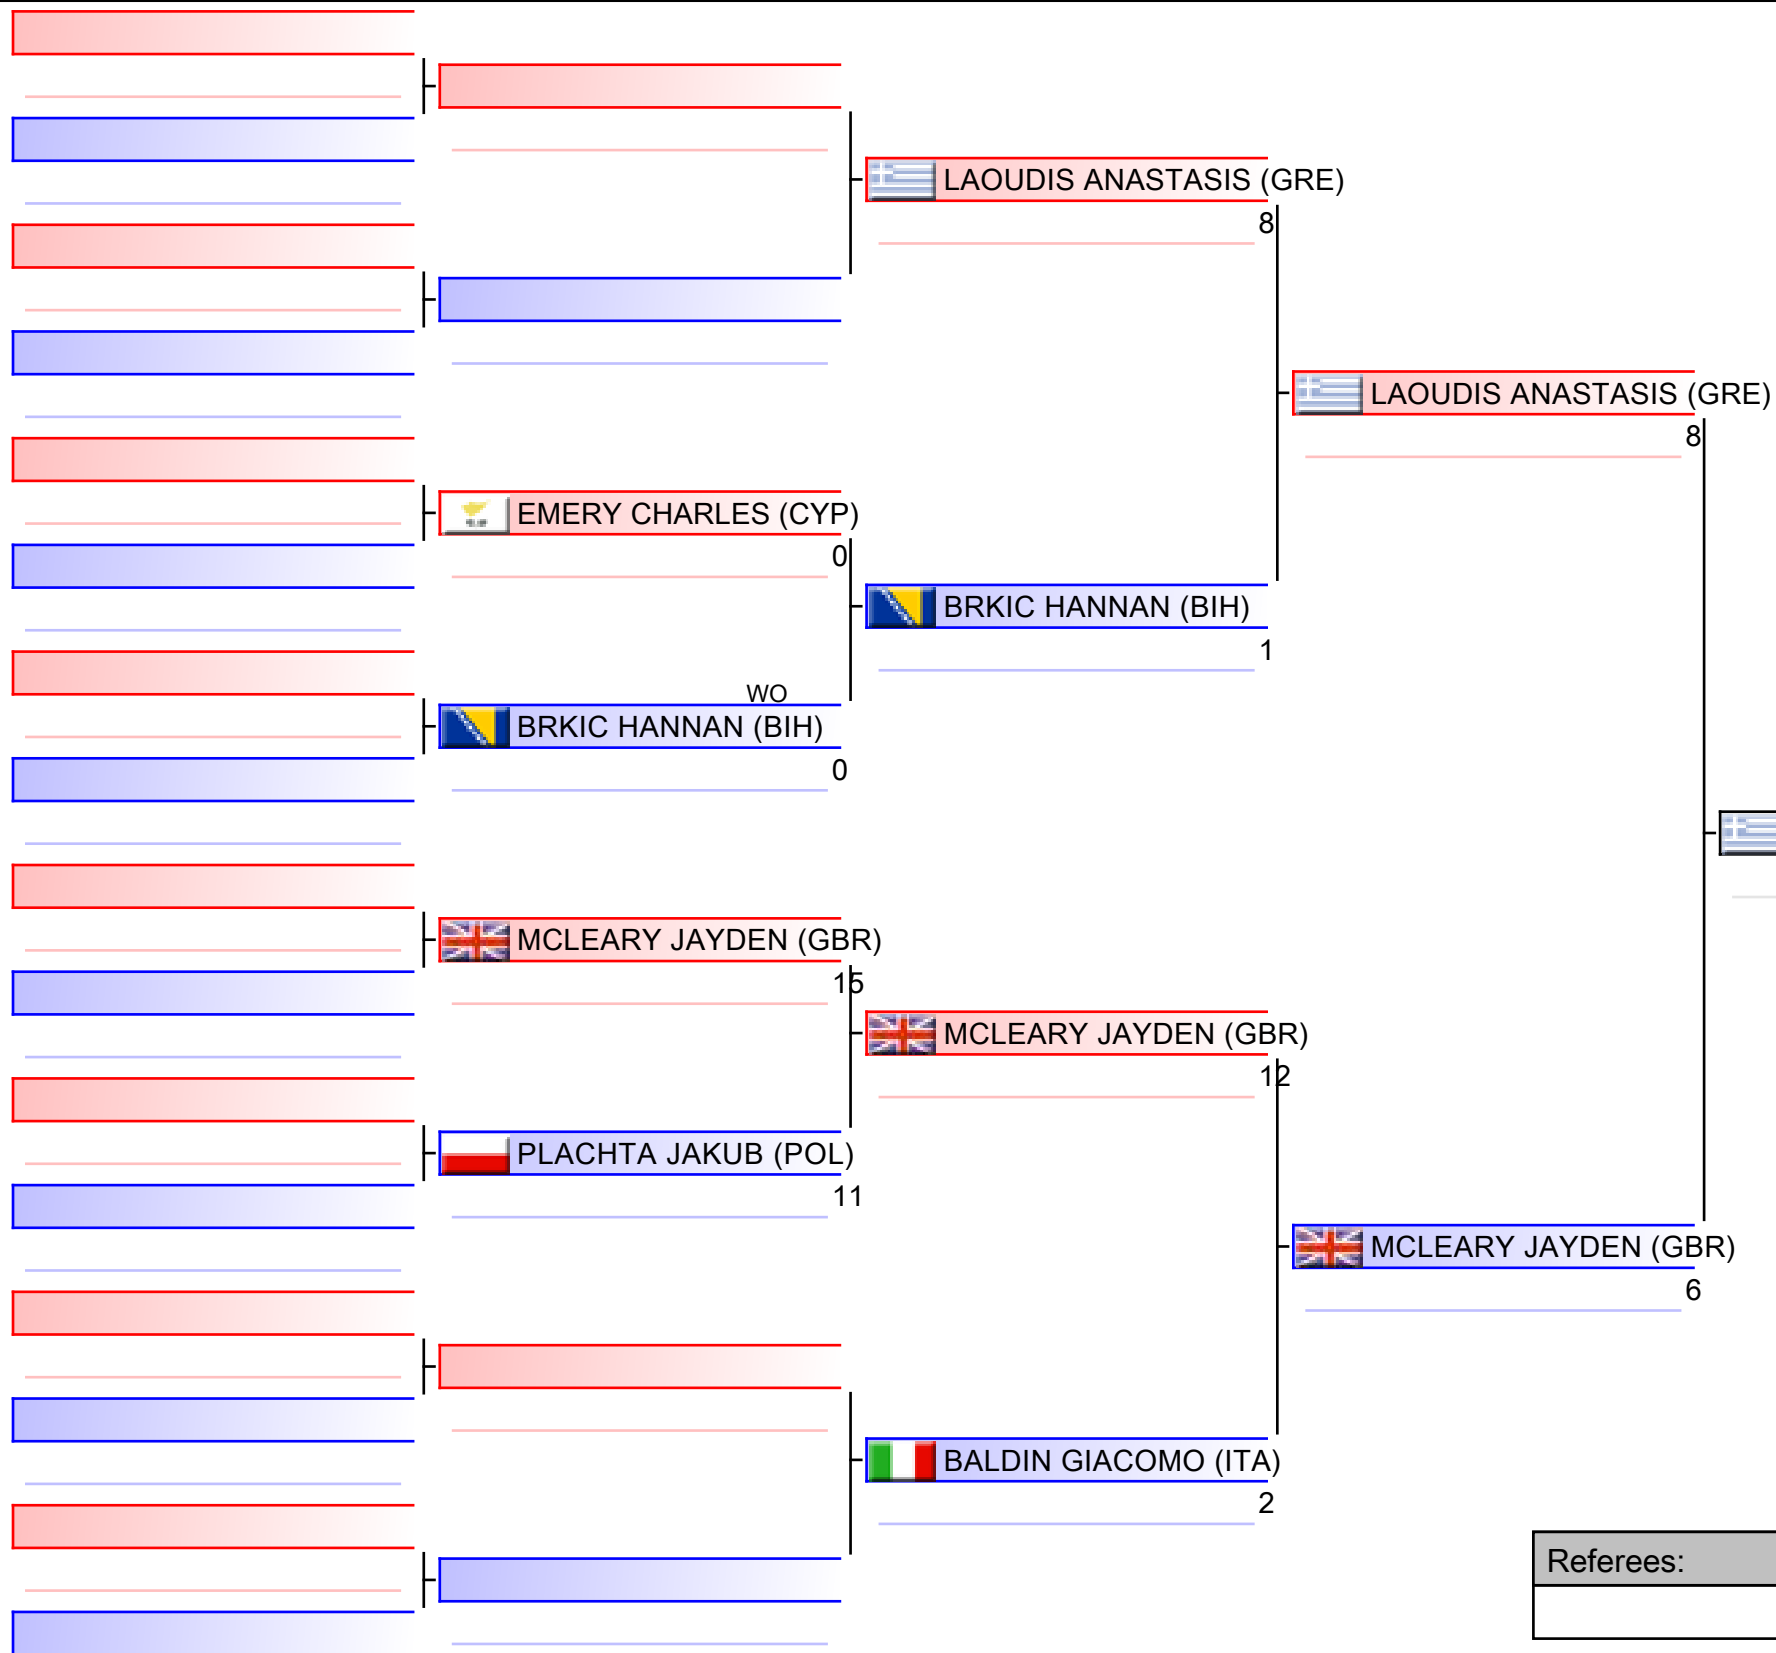 LAOUDIS ANASTASIS (GRE)
8
LAOUDIS ANASTASIS (GRE)
8
EMERY CHARLES (CYP)
0
BRKIC HANNAN (BIH)
1
WO
BRKIC HANNAN (BIH)
0
MCLEARY JAYDEN (GBR)
15
MCLEARY JAYDEN (GBR)
12
PLACHTA JAKUB (POL)
11
MCLEARY JAYDEN (GBR)
6
BALDIN GIACOMO (ITA)
2
Referees: